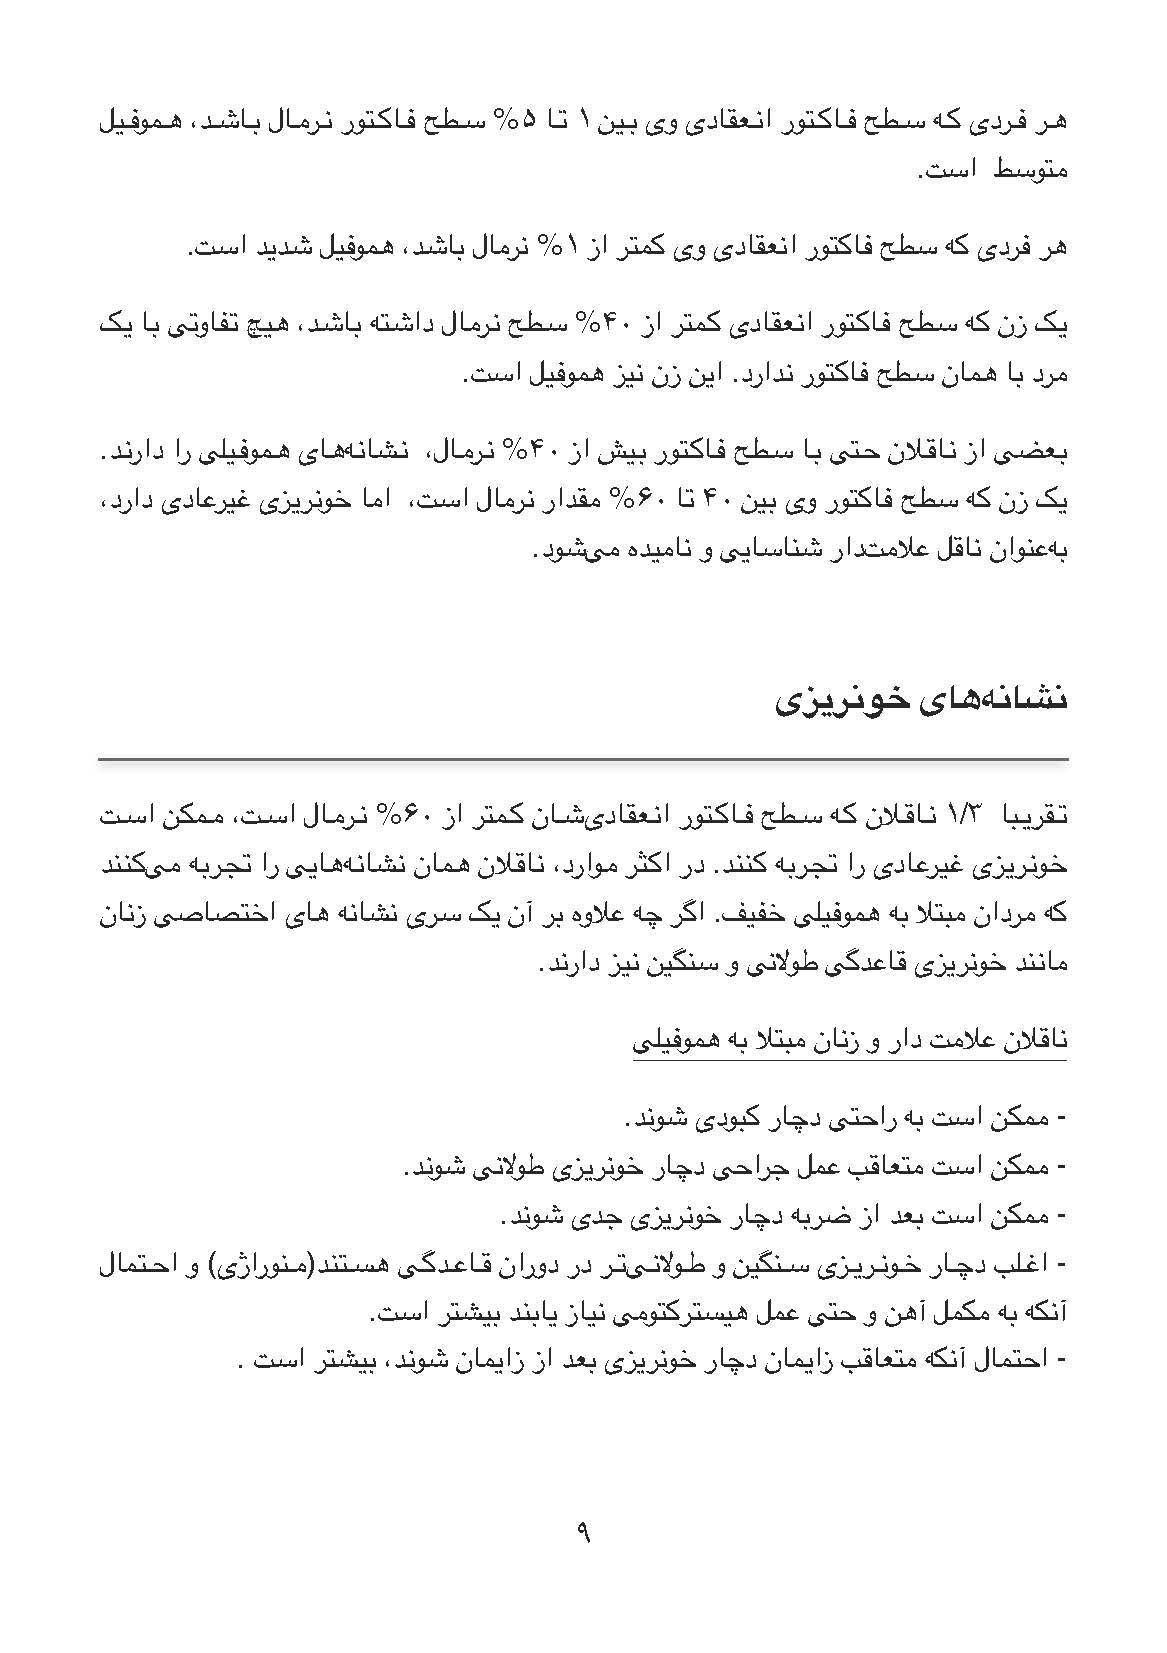 هر فردی که سطح فاکتور انعقادی وی بین ۱ تا ۵% سطح فاکتور نرمال باشد، هموفیل
متوسط است.
هر فردی که سطح فاکتور انعقادی وی کمتر از ۱% نرمال باشد، هموفیل شدید است.
یک زن که سطح فاکتور انعقادی کمتر از ۴۰% سطح نرمال داشته باشد، هیچ تفاوتی با یک
مرد با همان سطح فاکتور ندارد. این زن نیز هموفیل است.
بعضی از ناقلان حتی با سطح فاکتور بیش از ۴۰% نرمال، نشانه‌های هموفیلی را دارند.
یک زن که سطح فاکتور وی بین ۴۰ تا ۶۰% مقدار نرمال است، اما خونریزی غیرعادی دارد،
به‌عنوان ناقل علامت‌دار شناسایی و نامیده می‌شود.
نشانه‌های خونریزی
تقریبا ۱/۳ ناقلان که سطح فاکتور انعقادی‌شان کمتر از ۶۰% نرمال است، ممکن است
خونریزی غیرعادی را تجربه کنند. در اکثر موارد، ناقلان همان نشانه‌هایی را تجربه می‌کنند
که مردان مبتلا به هموفیلی خفیف. اگر چه علاوه بر آن یک سری نشانه های اختصاصی زنان
مانند خونریزی قاعدگی طولانی و سنگین نیز دارند.
ناقلان علامت دار و زنان مبتلا به هموفیلی
- ممکن است به راحتی دچار کبودی شوند.
- ممکن است متعاقب عمل جراحی دچار خونریزی طولانی شوند.
- ممکن است بعد از ضربه دچار خونریزی جدی شوند.
- اغلب دچار خونریزی سنگین و طولانی‌تر در دوران قاعدگی هستند(منوراژی) و احتمال
آنکه به مکمل آهن و حتی عمل هیسترکتومی نیاز یابند بیشتر است.
- احتمال آنکه متعاقب زایمان دچار خونریزی بعد از زایمان شوند، بیشتر است .
۹